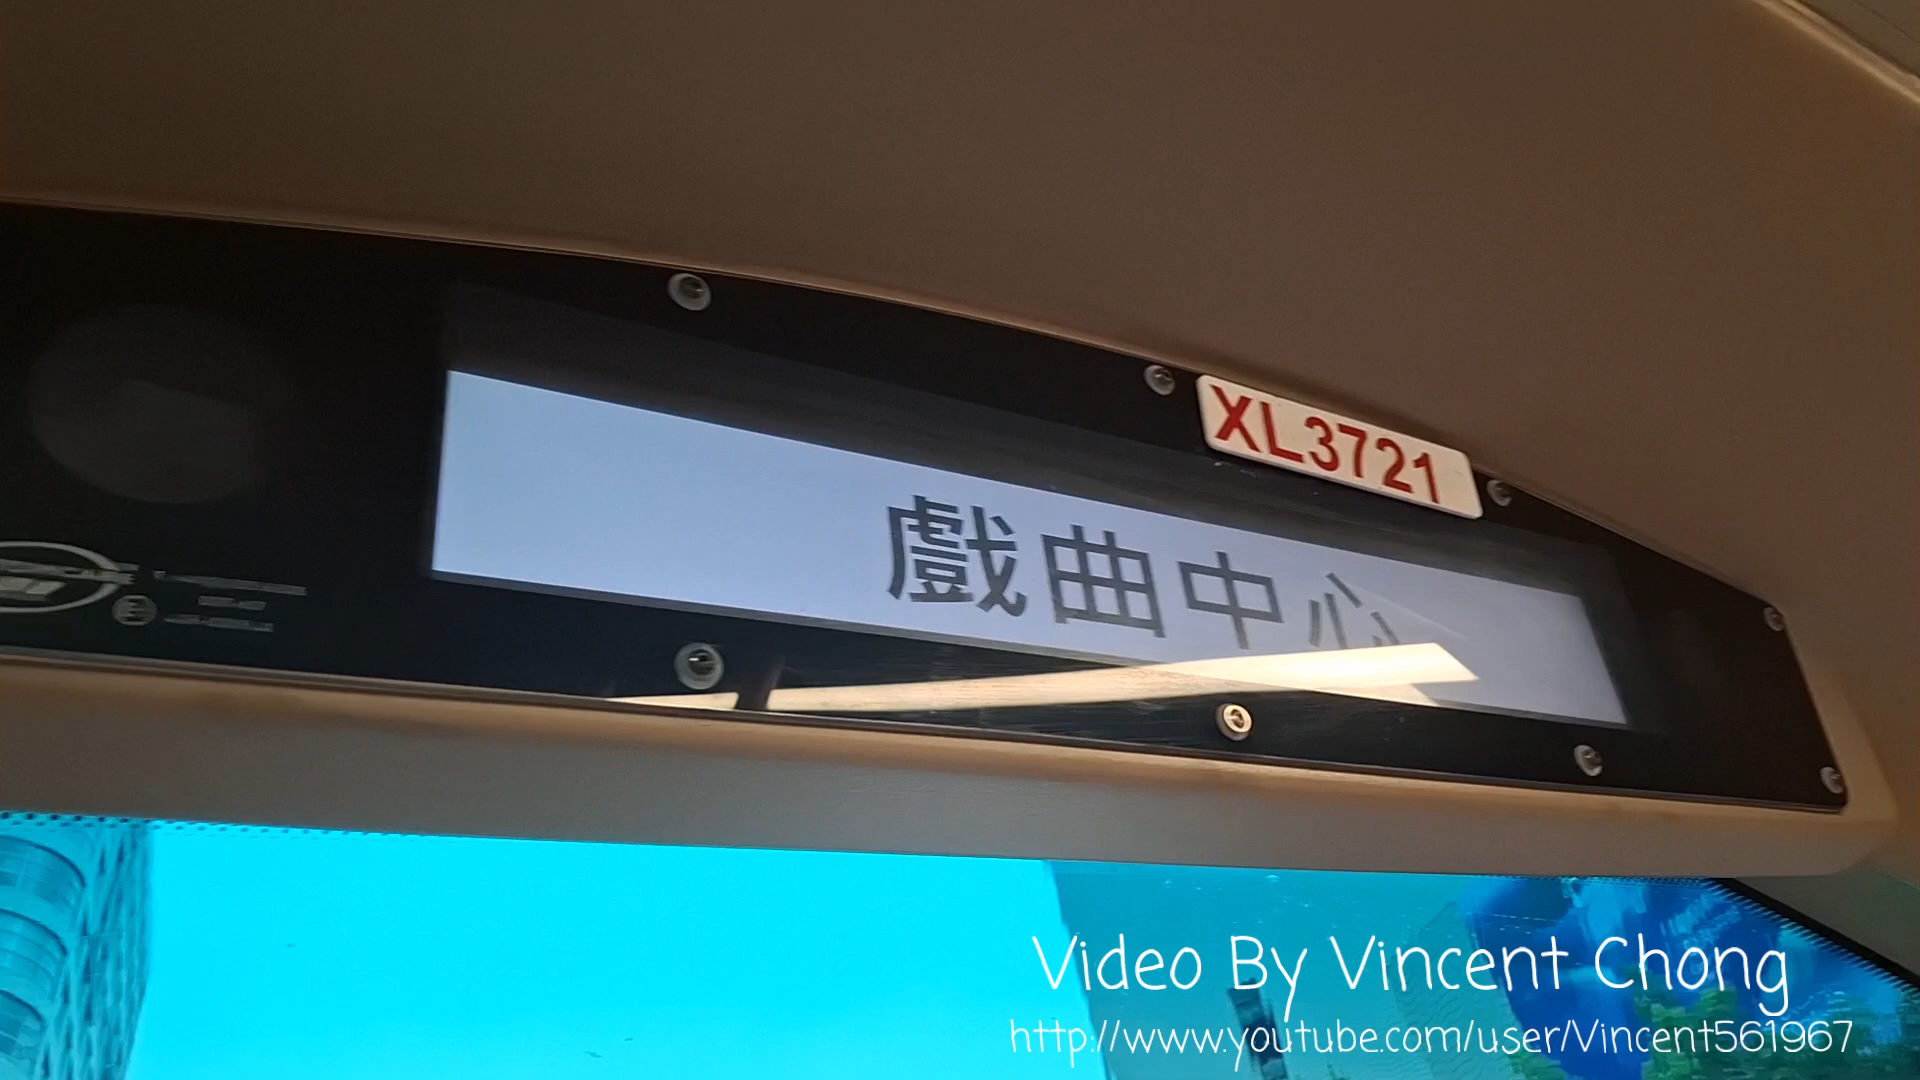 XL3721
戲曲中心
Video By Vincent Chong
http://www.youtube.com/user/Vincent561967